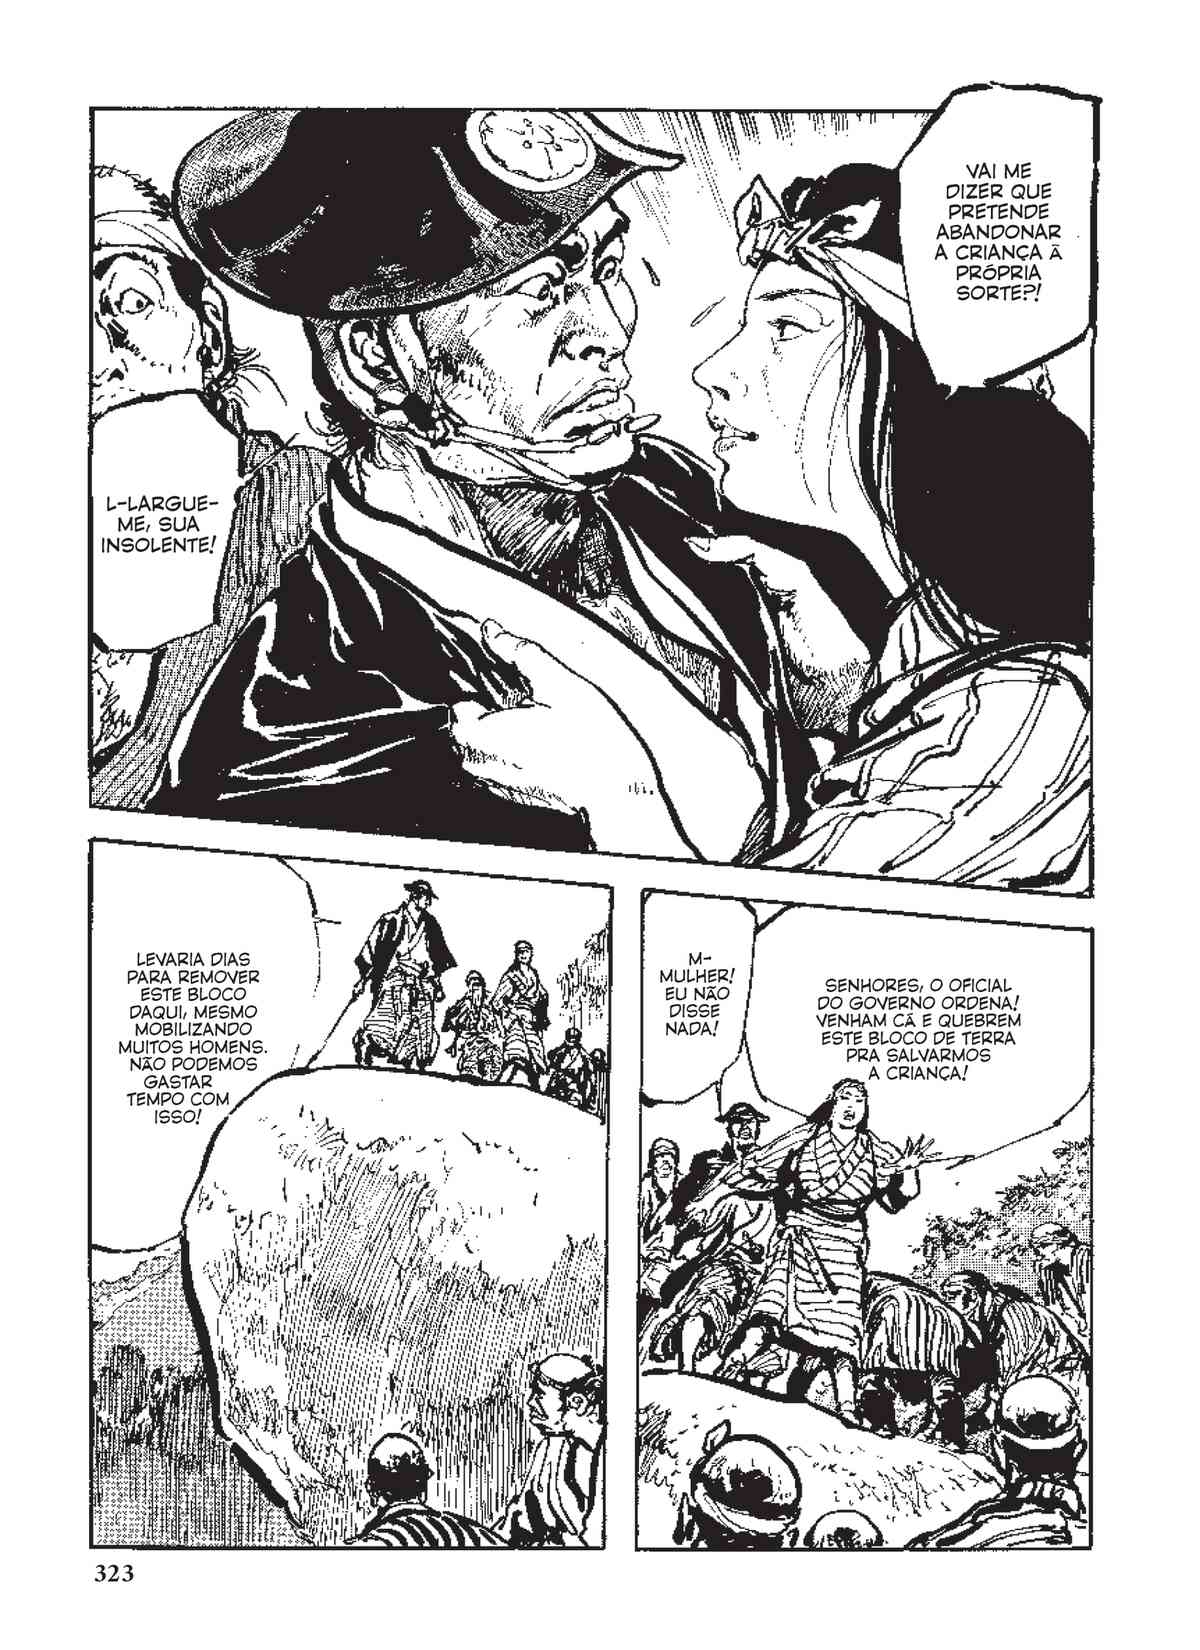 VAI ME
DIZER QUE
PRETENDE
ABANDONAR
A CRIANÇA À
PRÓPRIA
SORTE?!
L-LARGUE-
ME, SUA
INSOLENTE!
LEVARIA DIAS
PARA REMOVER
ESTE BLOCO
DAQUI, MESMO
MOBILIZANDO
MUITOS HOMENS.
NÃO PODEMOS
GASTAR
TEMPO COM
ISSO!
M-
MULHER!
EU NÃO
DISSE
NADA!
SENHORES, O OFICIAL
DO GOVERNO ORDENA!
VENHAM CÁ E QUEBREM
ESTE BLOCO DE TERRA
PRA SALVARMOS
A CRIANÇA!
323